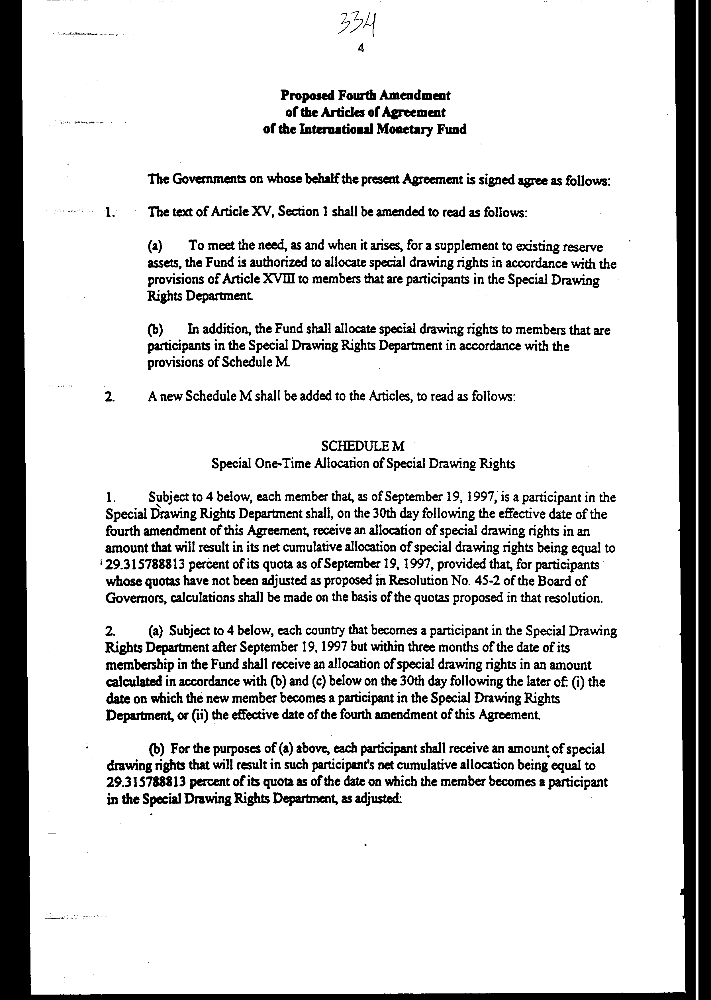 334
4
Proposed Fourth Amendment
of the Articles of Agreement
of the International Monetary Fund
The Governments on whose behalf the present Agreement is signed agree as follows:
1. The text of Article XV, Section 1 shall be amended to read as follows:
(a) To meet the need, as and when it arises, for a supplement to existing reserve
assets, the Fund is authorized to allocate special drawing rights in accordance with the
provisions of Article XVIII to members that are participants in the Special Drawing
Rights Department.
(b) In addition, the Fund shall allocate special drawing rights to members that are
participants in the Special Drawing Rights Department in accordance with the
provisions of Schedule M.
2. A new Schedule M shall be added to the Articles, to read as follows:
SCHEDULE M
Special One-Time Allocation of Special Drawing Rights
1. Subject to 4 below, each member that, as of September 19, 1997, is a participant in the
Special Drawing Rights Department shall, on the 30th day following the effective date of the
fourth amendment of this Agreement, receive an allocation of special drawing rights in an
amount that will result in its net cumulative allocation of special drawing rights being equal to
29.315788813 percent of its quota as of September 19, 1997, provided that, for participants
whose quotas have not been adjusted as proposed in Resolution No. 45-2 of the Board of
Governors, calculations shall be made on the basis of the quotas proposed in that resolution.
2. (a) Subject to 4 below, each country that becomes a participant in the Special Drawing
Rights Department after September 19, 1997 but within three months of the date of its
membership in the Fund shall receive an allocation of special drawing rights in an amount
calculated in accordance with (b) and (c) below on the 30th day following the later of: (i) the
date on which the new member becomes a participant in the Special Drawing Rights
Department, or (ii) the effective date of the fourth amendment of this Agreement.
(b) For the purposes of (a) above, each participant shall receive an amount of special
drawing rights that will result in such participant's net cumulative allocation being equal to
29.315788813 percent of its quota as of the date on which the member becomes a participant
in the Special Drawing Rights Department, as adjusted: